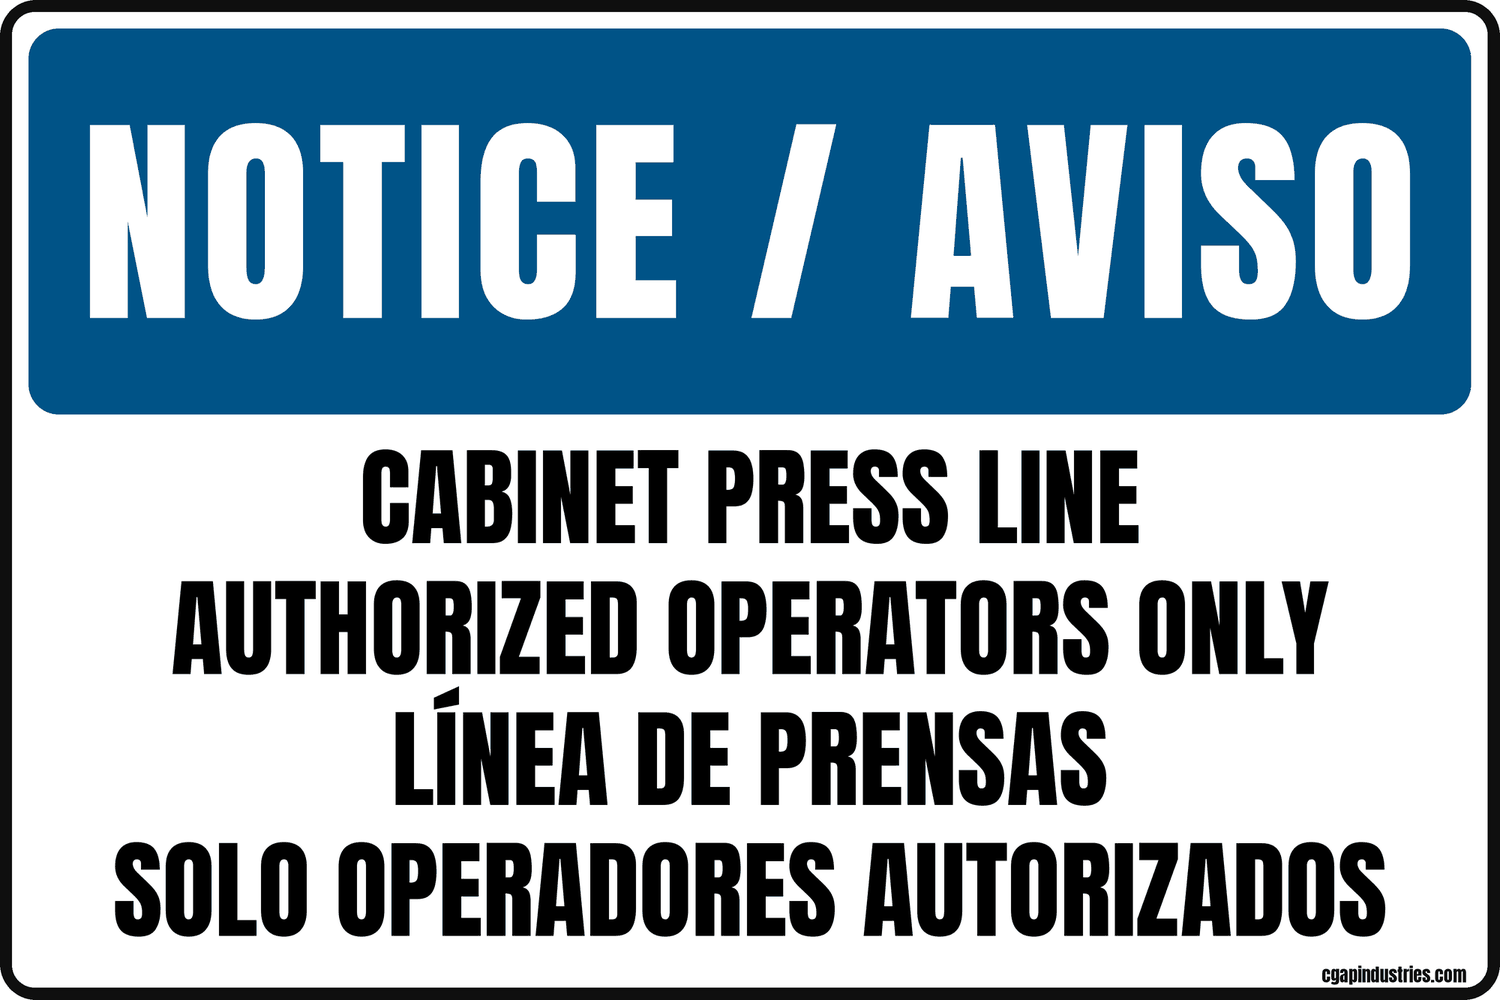 NOTICE / AVISO
CABINET PRESS LINE
AUTHORIZED OPERATORS ONLY
LÍNEA DE PRENSAS
SOLO OPERADORES AUTORIZADOS
cgapindustries.com